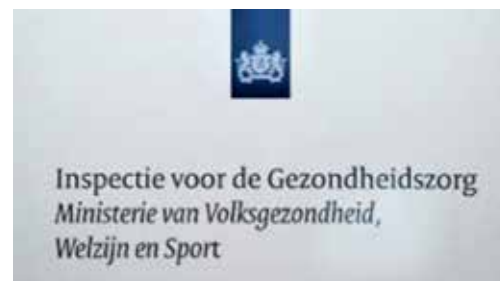 Inspectie voor de Gezondheidszorg
Ministerie van Volksgezondheid,
Welzijn en Sport